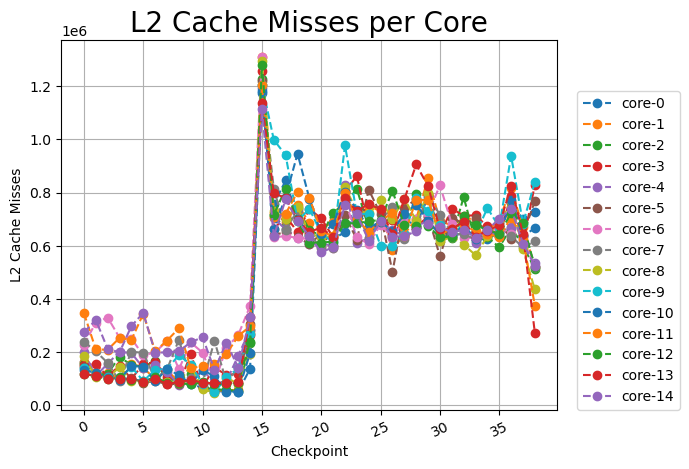 L2 Cache Misses per Core
1e6
1.2
1.0
0.8
0.6
0.4
0.2
0.0
L2 Cache Misses
0
5
10
15
20
25
30
35
Checkpoint
core-0
core-1
core-2
core-3
core-4
core-5
core-6
core-7
core-8
core-9
core-10
core-11
core-12
core-13
core-14